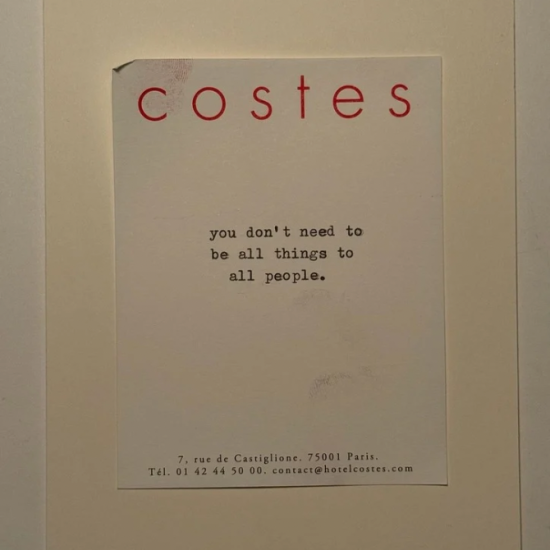 costes
you don't need to
be all things to
all people.
7, rue de Castiglione. 75001 Paris.
Tél. 01 42 44 50 00. contact@hotelcostes.com